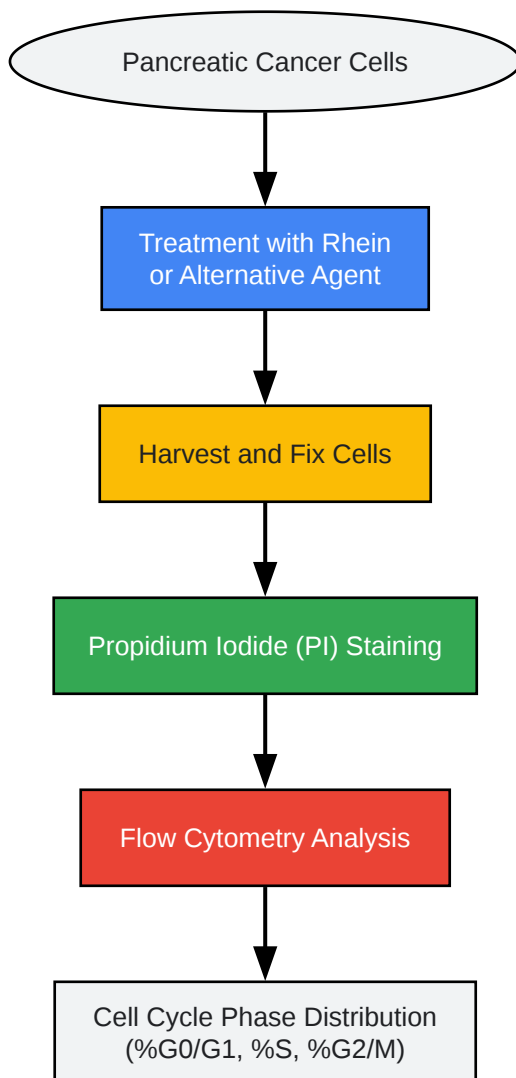 Pancreatic Cancer Cells
Treatment with Rhein
or Alternative Agent
Harvest and Fix Cells
Propidium Iodide (PI) Staining
Flow Cytometry Analysis
Cell Cycle Phase Distribution
(%G0/G1, %S, %G2/M)